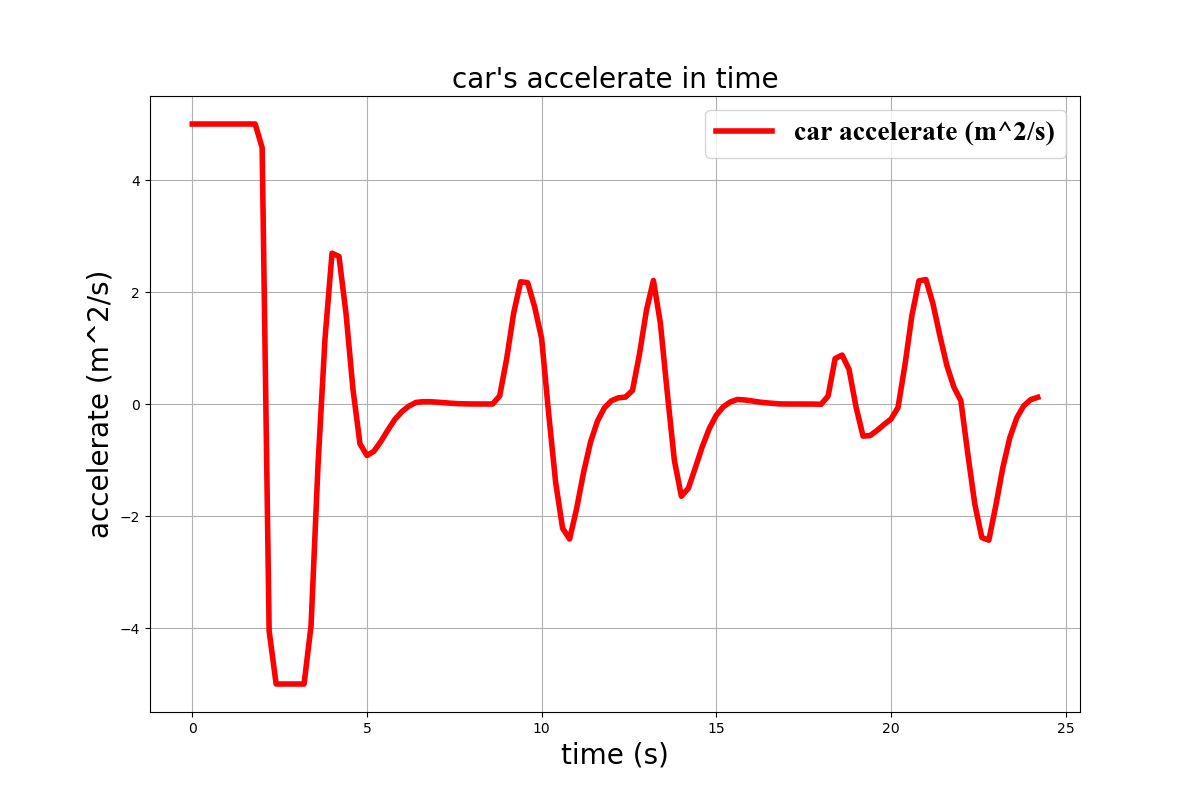 car's accelerate in time
car accelerate (m^2/s)
accelerate (m^2/s)
4
2
0
−2
−4
0 5 10 15 20 25
time (s)